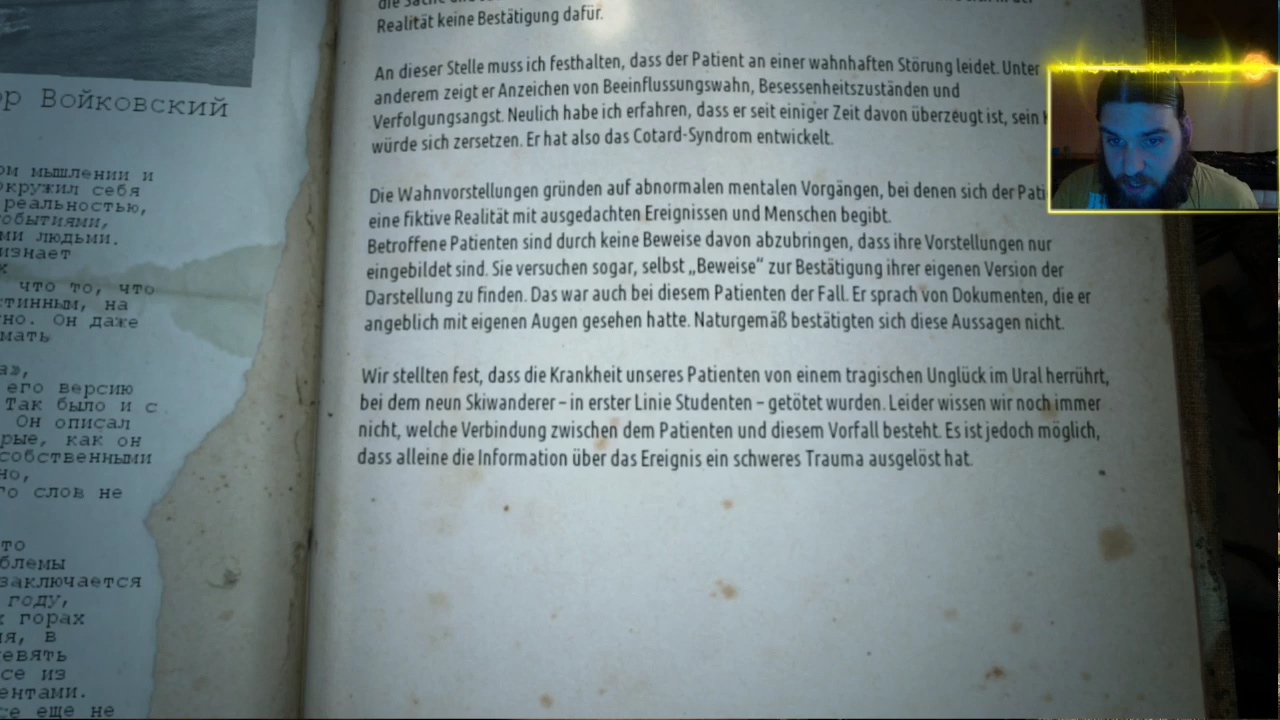 ор Войковский
ом мышлении и
окружил себя
реальностью,
событиями,
ми людьми.
изнает
к
что то, что
тинным, на
но. Он даже
мать
его версию
Так было и с
Он описал
рые, как он
собственными
но,
го слов не
то
блемы
заключается
году,
х горах
ия, в
евять
се из
ентами.
се еще не
Realität keine Bestätigung dafür.
An dieser Stelle muss ich festhalten, dass der Patient an einer wahnhaften Störung leidet. Unter
anderem zeigt er Anzeichen von Beeinflussungswahn, Besessenheitszuständen und
Verfolgungsangst. Neulich habe ich erfahren, dass er seit einiger Zeit davon überzeugt ist, sein
würde sich zersetzen. Er hat also das Cotard-Syndrom entwickelt.
Die Wahnvorstellungen gründen auf abnormalen mentalen Vorgängen, bei denen sich der Pati
eine fiktive Realität mit ausgedachten Ereignissen und Menschen begibt.
Betroffene Patienten sind durch keine Beweise davon abzubringen, dass ihre Vorstellungen nur
eingebildet sind. Sie versuchen sogar, selbst „Beweise“ zur Bestätigung ihrer eigenen Version der
Darstellung zu finden. Das war auch bei diesem Patienten der Fall. Er sprach von Dokumenten, die er
angeblich mit eigenen Augen gesehen hatte. Naturgemäß bestätigten sich diese Aussagen nicht.
Wir stellten fest, dass die Krankheit unseres Patienten von einem tragischen Unglück im Ural herrührt,
bei dem neun Skiwanderer – in erster Linie Studenten – getötet wurden. Leider wissen wir noch immer
nicht, welche Verbindung zwischen dem Patienten und diesem Vorfall besteht. Es ist jedoch möglich,
dass alleine die Information über das Ereignis ein schweres Trauma ausgelöst hat.